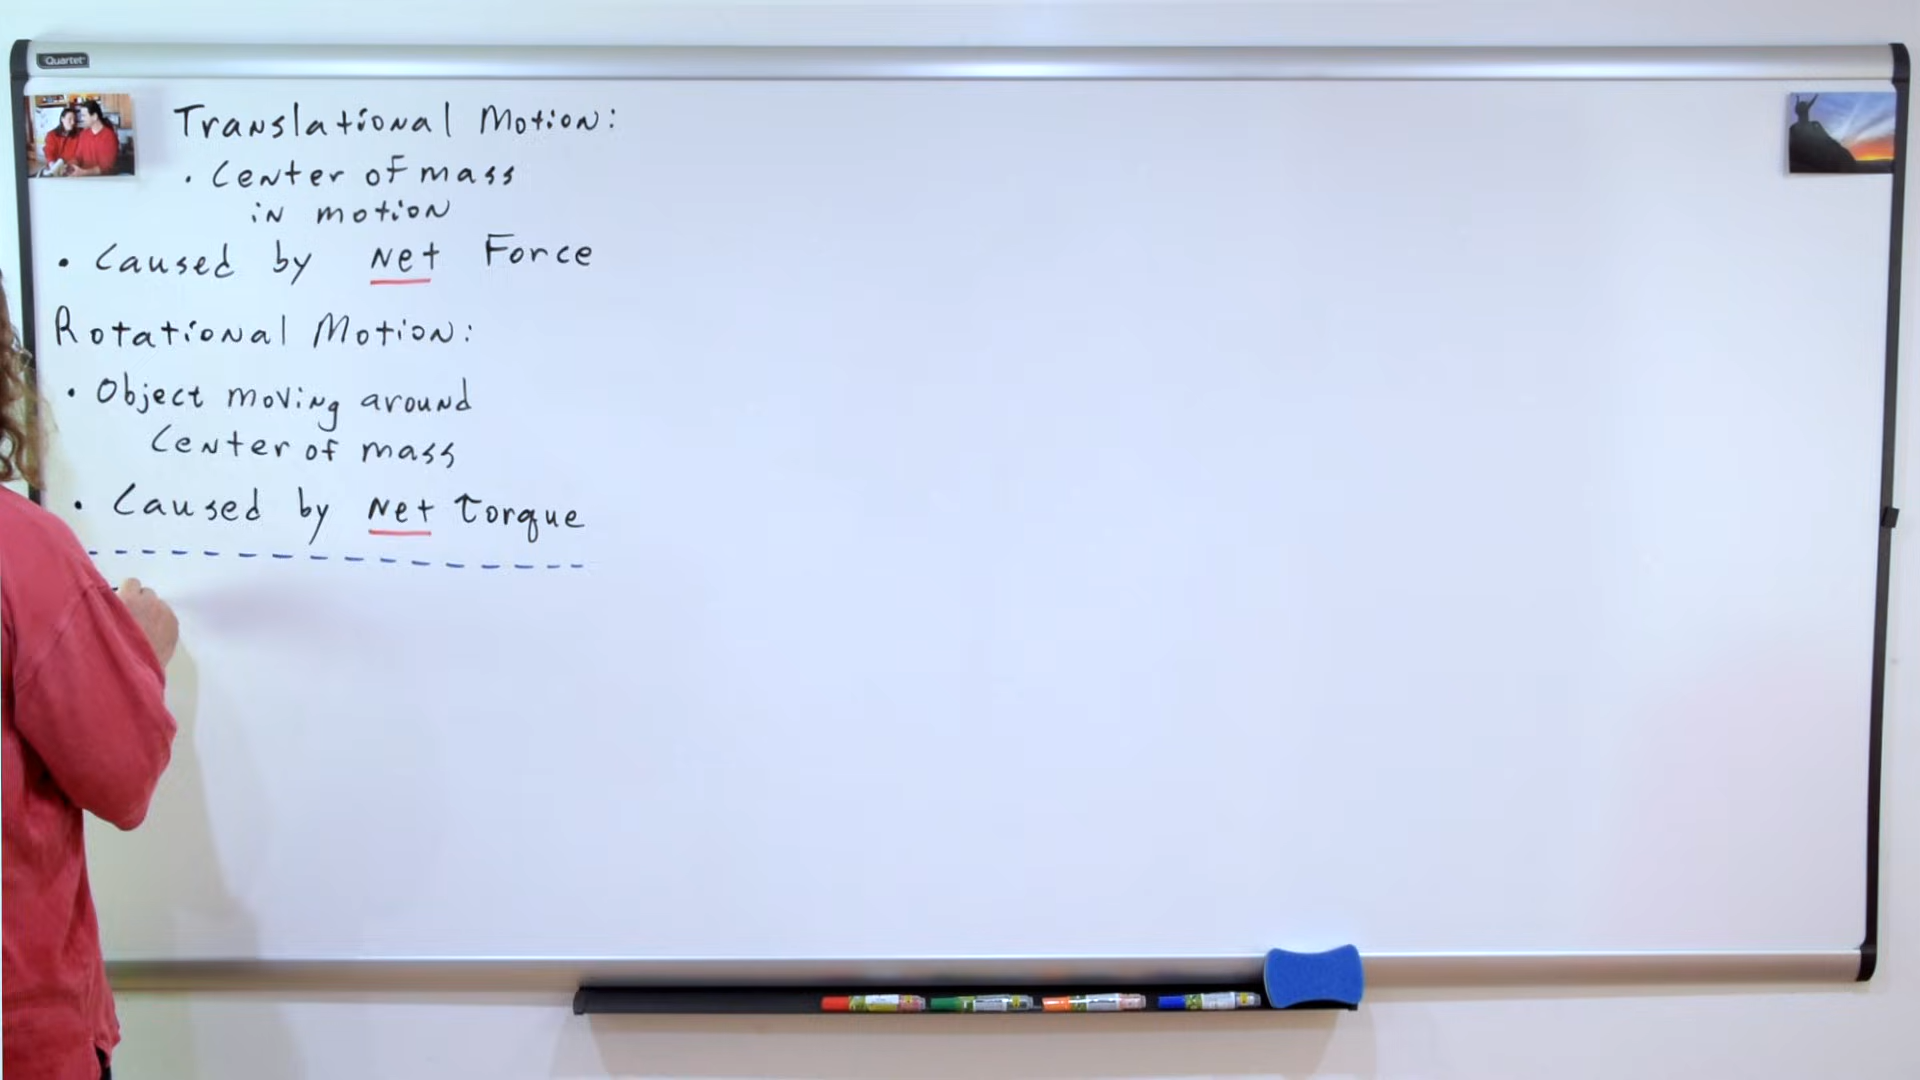 Quartet
Translational Motion:
• Center of mass
in motion
• Caused by Net Force
Rotational Motion:
• Object moving around
Center of mass
• Caused by Net Torque